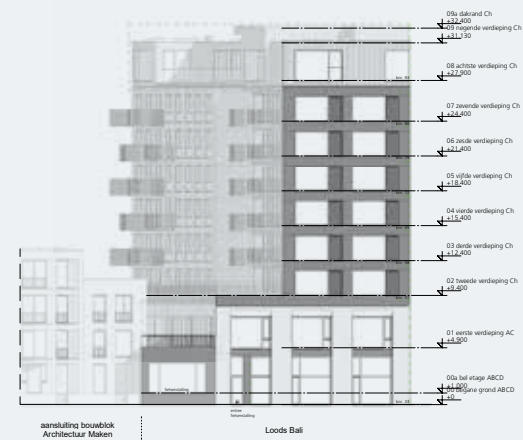 09a dakrand Ch
+32.400
09 negende verdieping Ch
+31.130
08 achtste verdieping Ch
+27.900
07 zevende verdieping Ch
+24.400
06 zesde verdieping Ch
+21.400
05 vijfde verdieping Ch
+18.400
04 vierde verdieping Ch
+15.400
03 derde verdieping Ch
+12.400
02 tweede verdieping Ch
+9.400
01 eerste verdieping AC
+4.900
00a bel etage ABCD
+1.000
00 begane grond ABCD
+0
fietsenstalling
entree
fietsenstalling
aansluiting bouwblok
Architectuur Maken
Loods Bali